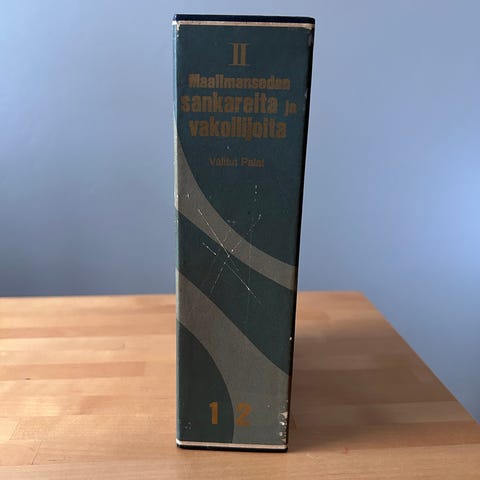 II
Maailmansodan
sankareita ja
vakoilijoita
Valitut Palat
1 2